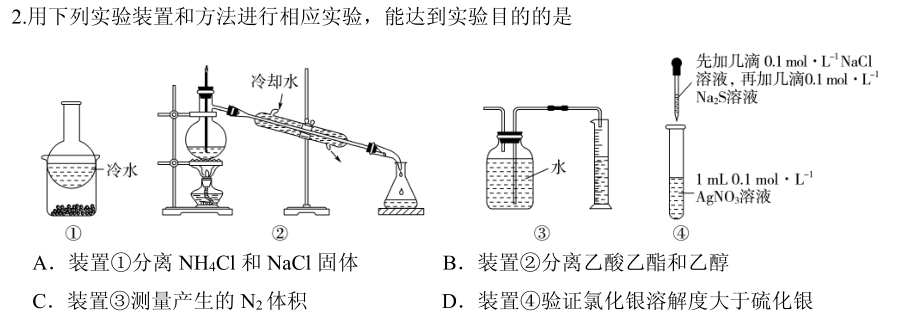 2.用下列实验装置和方法进行相应实验，能达到实验目的的是
冷水
①
冷却水
②
水
③
先加几滴 0.1 mol·L⁻¹ NaCl
溶液，再加几滴0.1 mol·L⁻¹
Na₂S溶液
1 mL 0.1 mol·L⁻¹
AgNO₃溶液
④
A．装置①分离 NH₄Cl 和 NaCl 固体
B．装置②分离乙酸乙酯和乙醇
C．装置③测量产生的 N₂ 体积
D．装置④验证氯化银溶解度大于硫化银